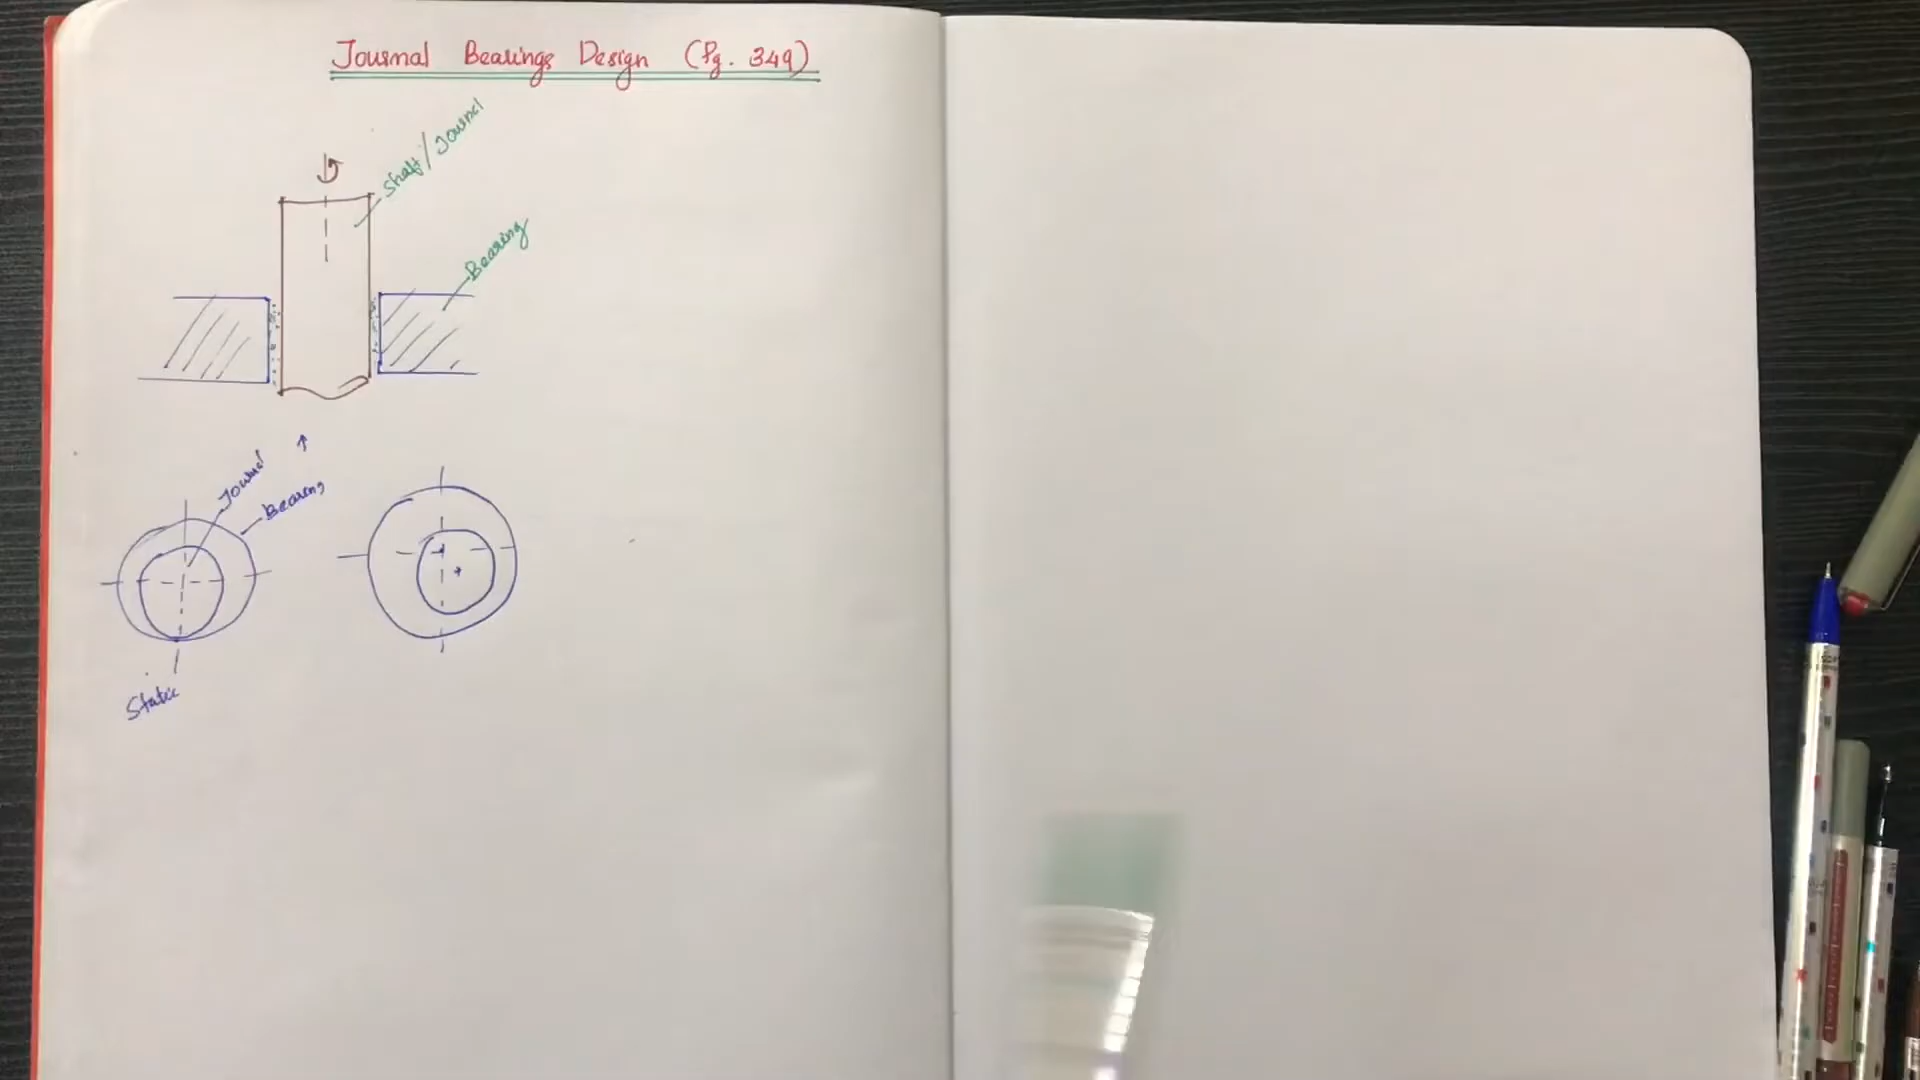 Journal Bearings Design (Pg. 349)
Shaft/Journal
Bearing
Journal
Bearing
Static